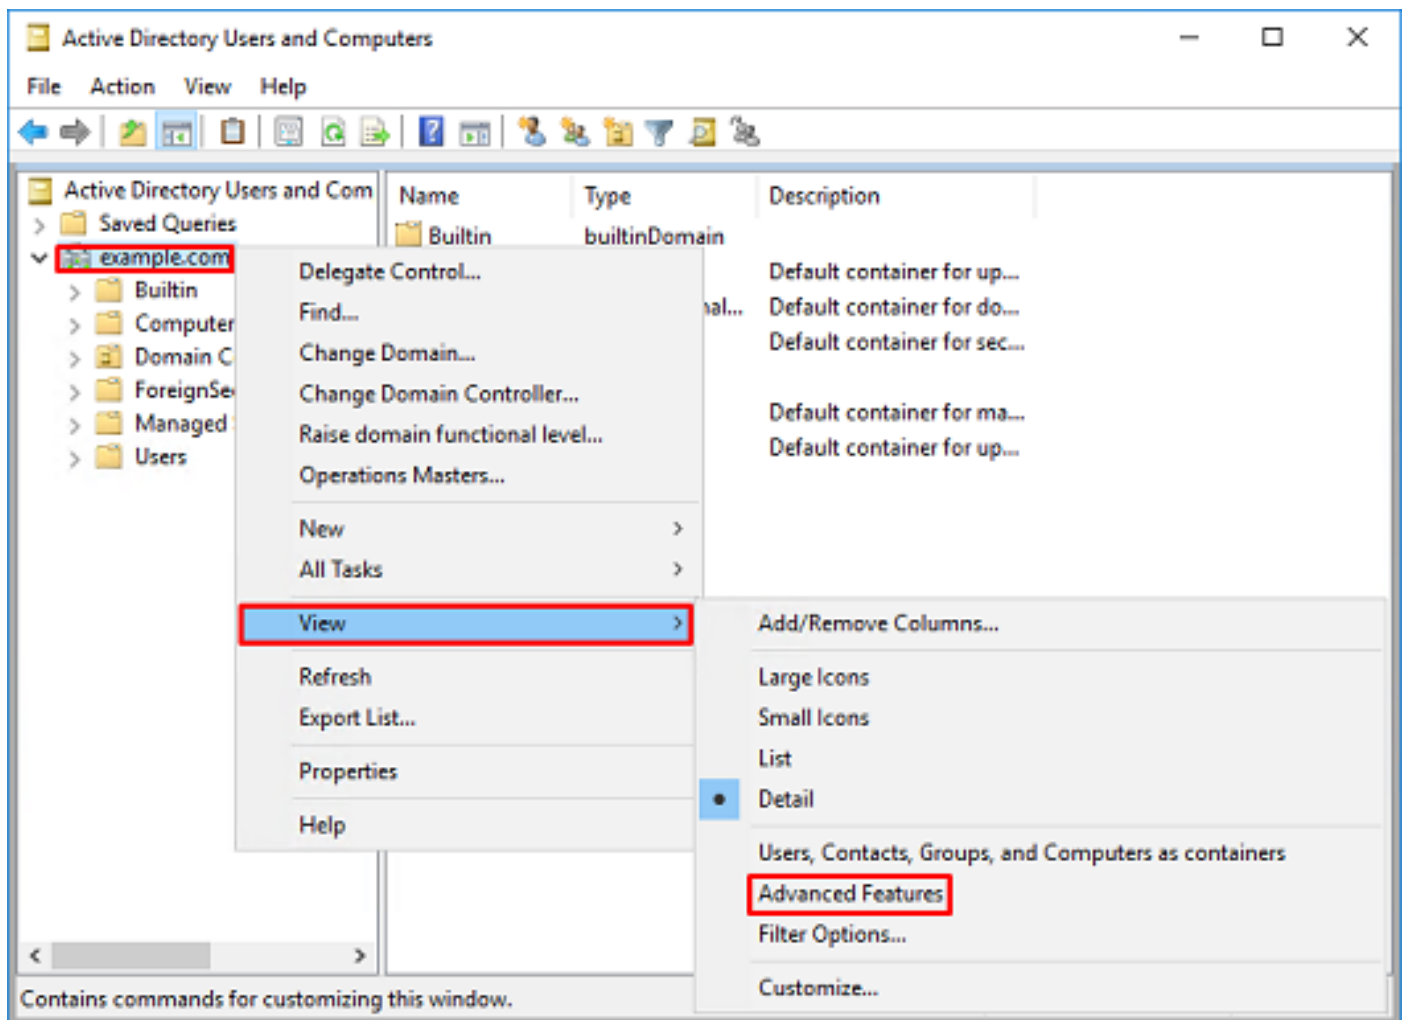 Active Directory Users and Computers
File Action View Help
Active Directory Users and Com
Saved Queries
example.com
Builtin
Computer
Domain C
ForeignSe
Managed
Users
Name Type Description
Builtin builtinDomain
Default container for up...
nal... Default container for do...
Default container for sec...
Default container for ma...
Default container for up...
Delegate Control...
Find...
Change Domain...
Change Domain Controller...
Raise domain functional level...
Operations Masters...
New
All Tasks
View
Refresh
Export List...
Properties
Help
Add/Remove Columns...
Large Icons
Small Icons
List
Detail
Users, Contacts, Groups, and Computers as containers
Advanced Features
Filter Options...
Customize...
Contains commands for customizing this window.